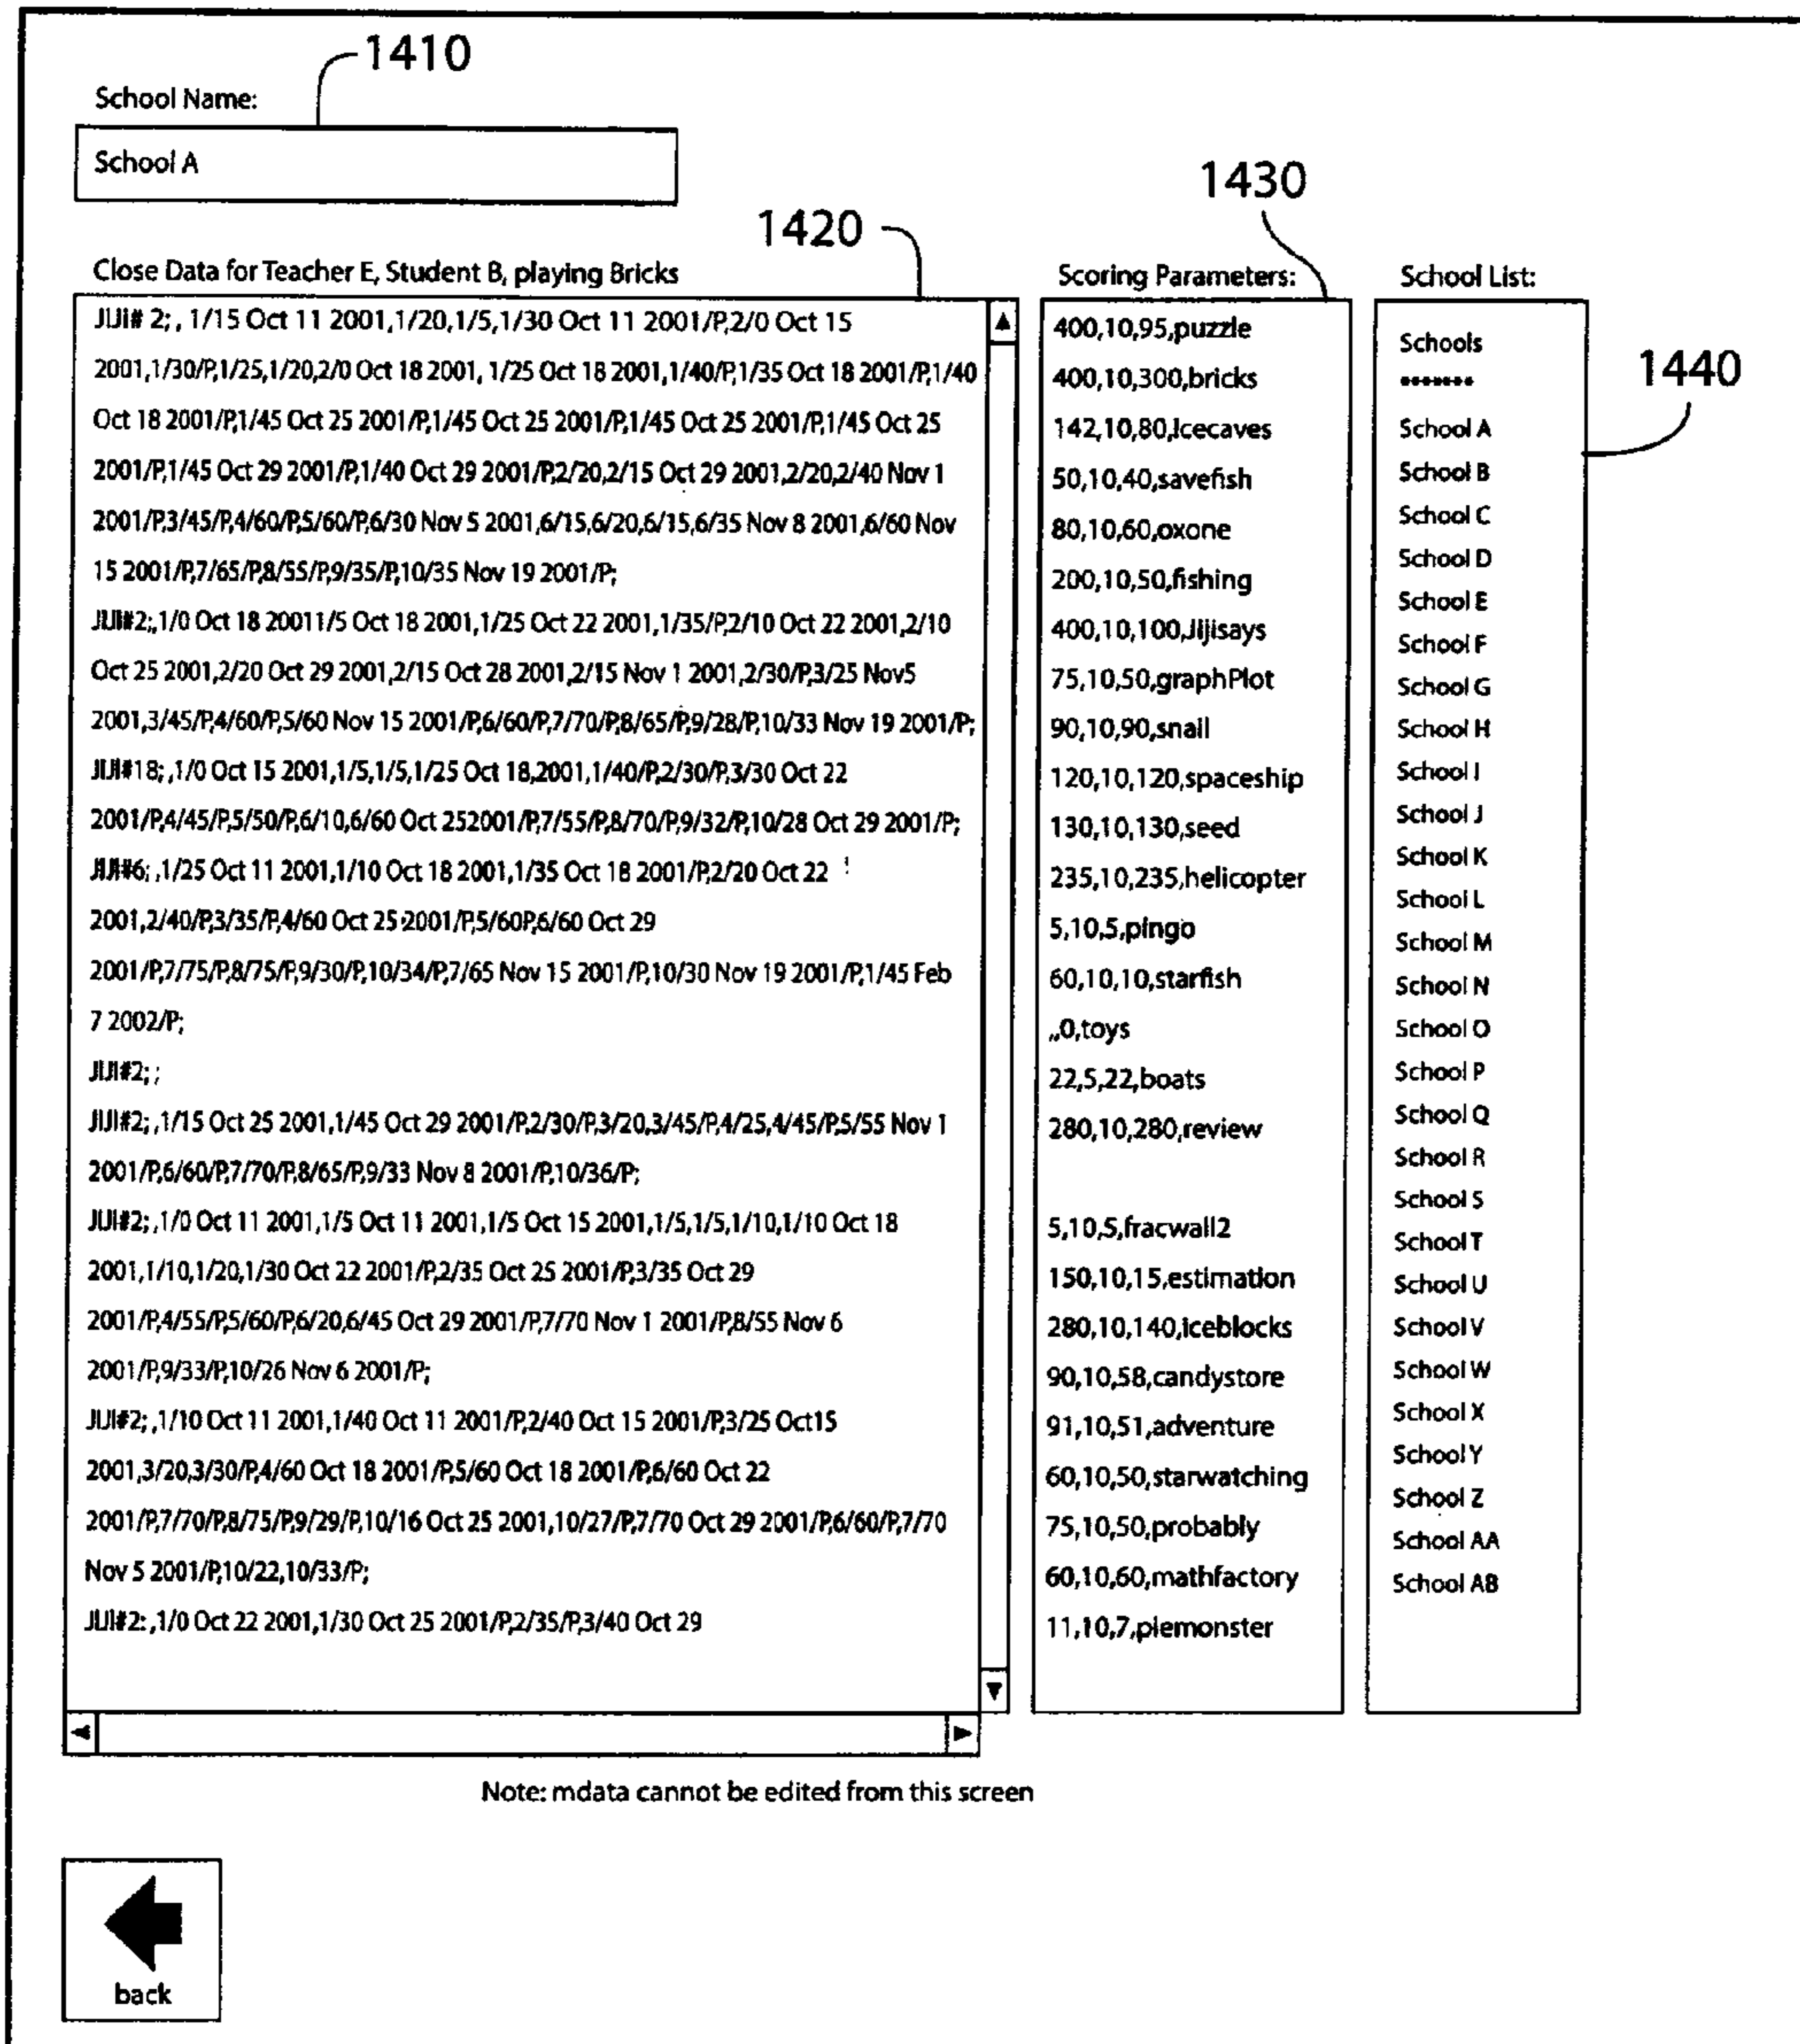 1410
School Name:
School A
1420
Close Data for Teacher E, Student B, playing Bricks
JIJI# 2; , 1/15 Oct 11 2001,1/20,1/5,1/30 Oct 11 2001/P,2/0 Oct 15
2001,1/30/P,1/25,1/20,2/0 Oct 18 2001, 1/25 Oct 18 2001,1/40/P,1/35 Oct 18 2001/P,1/40
Oct 18 2001/P,1/45 Oct 25 2001/P,1/45 Oct 25 2001/P,1/45 Oct 25 2001/P,1/45 Oct 25
2001/P,1/45 Oct 29 2001/P,1/40 Oct 29 2001/P,2/20,2/15 Oct 29 2001,2/20,2/40 Nov 1
2001/P,3/45/P,4/60/P,5/60/P,6/30 Nov 5 2001,6/15,6/20,6/15,6/35 Nov 8 2001,6/60 Nov
15 2001/P,7/65/P,8/55/P,9/35/P,10/35 Nov 19 2001/P;
JIJI#2;,1/0 Oct 18 20011/5 Oct 18 2001,1/25 Oct 22 2001,1/35/P,2/10 Oct 22 2001,2/10
Oct 25 2001,2/20 Oct 29 2001,2/15 Oct 28 2001,2/15 Nov 1 2001,2/30/P,3/25 Nov5
2001,3/45/P,4/60/P,5/60 Nov 15 2001/P,6/60/P,7/70/P,8/65/P,9/28/P,10/33 Nov 19 2001/P;
JIJI#18; ,1/0 Oct 15 2001,1/5,1/5,1/25 Oct 18,2001,1/40/P,2/30/P,3/30 Oct 22
2001/P,4/45/P,5/50/P,6/10,6/60 Oct 252001/P,7/55/P,8/70/P,9/32/P,10/28 Oct 29 2001/P;
JIJI#6; ,1/25 Oct 11 2001,1/10 Oct 18 2001,1/35 Oct 18 2001/P,2/20 Oct 22
2001,2/40/P,3/35/P,4/60 Oct 25 2001/P,5/60P,6/60 Oct 29
2001/P,7/75/P,8/75/P,9/30/P,10/34/P,7/65 Nov 15 2001/P,10/30 Nov 19 2001/P,1/45 Feb
7 2002/P;
JIJI#2; ;
JIJI#2; ,1/15 Oct 25 2001,1/45 Oct 29 2001/P,2/30/P,3/20,3/45/P,4/25,4/45/P,5/55 Nov 1
2001/P,6/60/P,7/70/P,8/65/P,9/33 Nov 8 2001/P,10/36/P;
JIJI#2; ,1/0 Oct 11 2001,1/5 Oct 11 2001,1/5 Oct 15 2001,1/5,1/5,1/10,1/10 Oct 18
2001,1/10,1/20,1/30 Oct 22 2001/P,2/35 Oct 25 2001/P,3/35 Oct 29
2001/P,4/55/P,5/60/P,6/20,6/45 Oct 29 2001/P,7/70 Nov 1 2001/P,8/55 Nov 6
2001/P,9/33/P,10/26 Nov 6 2001/P;
JIJI#2; ,1/10 Oct 11 2001,1/40 Oct 11 2001/P,2/40 Oct 15 2001/P,3/25 Oct15
2001,3/20,3/30/P,4/60 Oct 18 2001/P,5/60 Oct 18 2001/P,6/60 Oct 22
2001/P,7/70/P,8/75/P,9/29/P,10/16 Oct 25 2001,10/27/P,7/70 Oct 29 2001/P,6/60/P,7/70
Nov 5 2001/P,10/22,10/33/P;
JIJI#2: ,1/0 Oct 22 2001,1/30 Oct 25 2001/P,2/35/P,3/40 Oct 29
1430
Scoring Parameters:
400,10,95,puzzle
400,10,300,bricks
142,10,80,Icecaves
50,10,40,savefish
80,10,60,oxone
200,10,50,fishing
400,10,100,Jijisays
75,10,50,graphPlot
90,10,90,snail
120,10,120,spaceship
130,10,130,seed
235,10,235,helicopter
5,10,5,pingo
60,10,10,starfish
,,0,toys
22,5,22,boats
280,10,280,review
5,10,5,fracwall2
150,10,15,estimation
280,10,140,iceblocks
90,10,58,candystore
91,10,51,adventure
60,10,50,starwatching
75,10,50,probably
60,10,60,mathfactory
11,10,7,piemonster
School List:
1440
Schools
*******
School A
School B
School C
School D
School E
School F
School G
School H
School I
School J
School K
School L
School M
School N
School O
School P
School Q
School R
School S
School T
School U
School V
School W
School X
School Y
School Z
School AA
School AB
Note: mdata cannot be edited from this screen
back